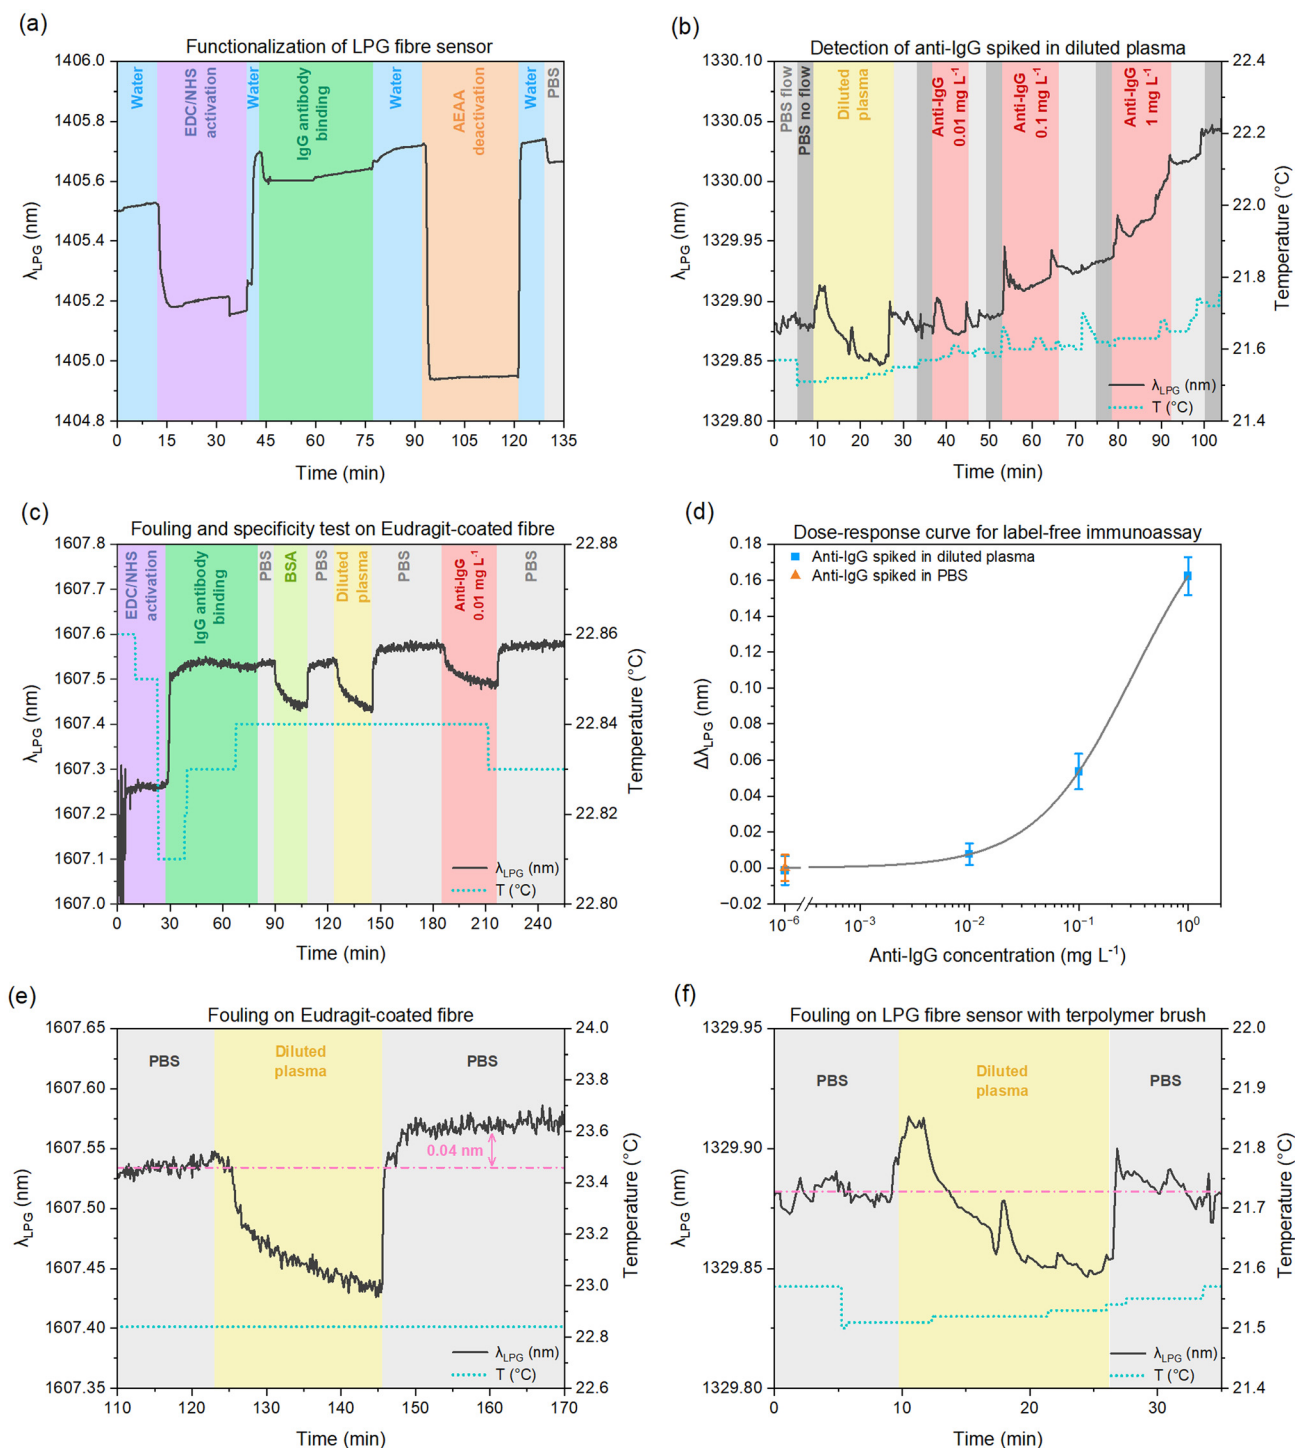 (a)
Functionalization of LPG fibre sensor
1406.0
1405.8
1405.6
1405.4
1405.2
1405.0
1404.8
λLPG (nm)
Water
EDC/NHS
activation
Water
IgG antibody
binding
Water
AEAA
deactivation
Water
PBS
0 15 30 45 60 75 90 105 120 135
Time (min)
(b)
Detection of anti-IgG spiked in diluted plasma
1330.10
1330.05
1330.00
1329.95
1329.90
1329.85
1329.80
λLPG (nm)
PBS flow
PBS no flow
Diluted
plasma
Anti-IgG
0.01 mg L⁻¹
Anti-IgG
0.1 mg L⁻¹
Anti-IgG
1 mg L⁻¹
22.4
22.2
22.0
21.8
21.6
21.4
Temperature (°C)
λLPG (nm)
T (°C)
0 10 20 30 40 50 60 70 80 90 100
Time (min)
(c)
Fouling and specificity test on Eudragit-coated fibre
1607.8
1607.7
1607.6
1607.5
1607.4
1607.3
1607.2
1607.1
1607.0
λLPG (nm)
EDC/NHS
activation
IgG antibody
binding
PBS
BSA
PBS
Diluted
plasma
PBS
Anti-IgG
0.01 mg L⁻¹
PBS
22.88
22.86
22.84
22.82
22.80
Temperature (°C)
λLPG (nm)
T (°C)
0 30 60 90 120 150 180 210 240
Time (min)
(d)
Dose-response curve for label-free immunoassay
0.18
0.16
0.14
0.12
0.10
0.08
0.06
0.04
0.02
0.00
−0.02
ΔλLPG (nm)
Anti-IgG spiked in diluted plasma
Anti-IgG spiked in PBS
10⁻⁶ 10⁻³ 10⁻² 10⁻¹ 10⁰
Anti-IgG concentration (mg L⁻¹)
(e)
Fouling on Eudragit-coated fibre
1607.65
1607.60
1607.55
1607.50
1607.45
1607.40
1607.35
λLPG (nm)
PBS
Diluted
plasma
PBS
0.04 nm
24.0
23.8
23.6
23.4
23.2
23.0
22.8
22.6
Temperature (°C)
λLPG (nm)
T (°C)
110 120 130 140 150 160 170
Time (min)
(f)
Fouling on LPG fibre sensor with terpolymer brush
1329.95
1329.90
1329.85
1329.80
λLPG (nm)
PBS
Diluted
plasma
PBS
22.0
21.9
21.8
21.7
21.6
21.5
21.4
Temperature (°C)
λLPG (nm)
T (°C)
0 10 20 30
Time (min)